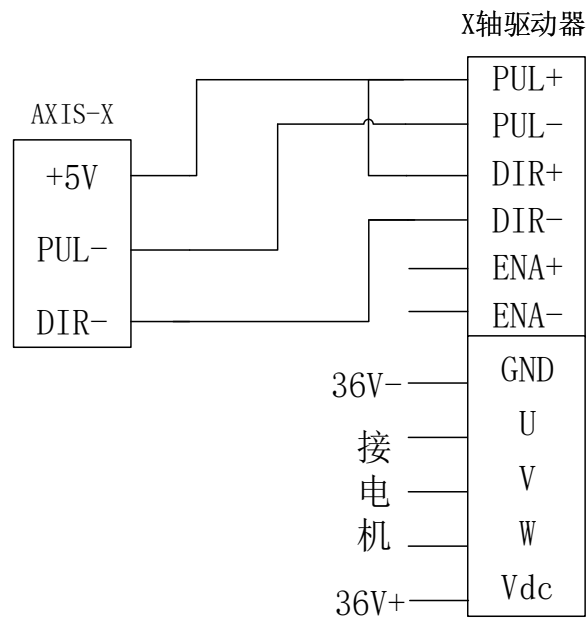 X轴驱动器
AXIS-X
+5V
PUL-
DIR-
PUL+
PUL-
DIR+
DIR-
ENA+
ENA-
36V-
GND
接电机
U
V
W
36V+
Vdc